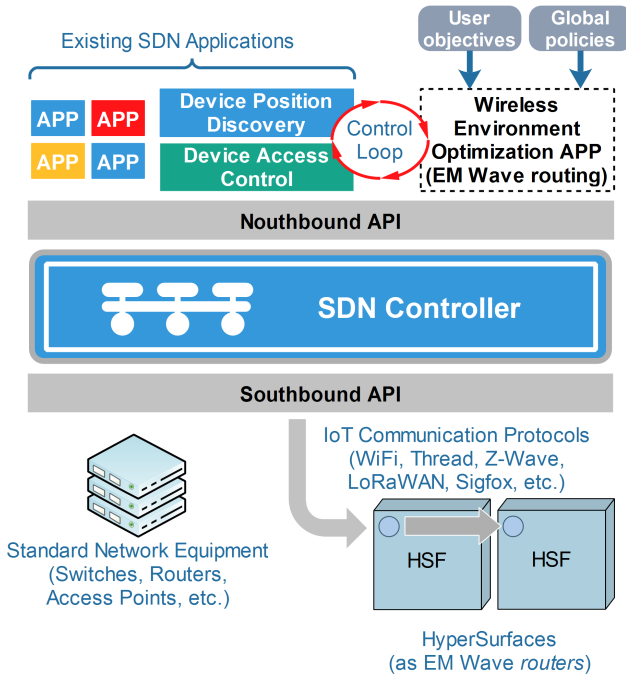 User
objectives
Global
policies
Existing SDN Applications
APP
APP
APP
APP
Device Position
Discovery
Device Access
Control
Control
Loop
Wireless
Environment
Optimization APP
(EM Wave routing)
Nouthbound API
SDN Controller
Southbound API
IoT Communication Protocols
(WiFi, Thread, Z-Wave,
LoRaWAN, Sigfox, etc.)
Standard Network Equipment
(Switches, Routers,
Access Points, etc.)
HSF
HSF
HyperSurfaces
(as EM Wave routers)